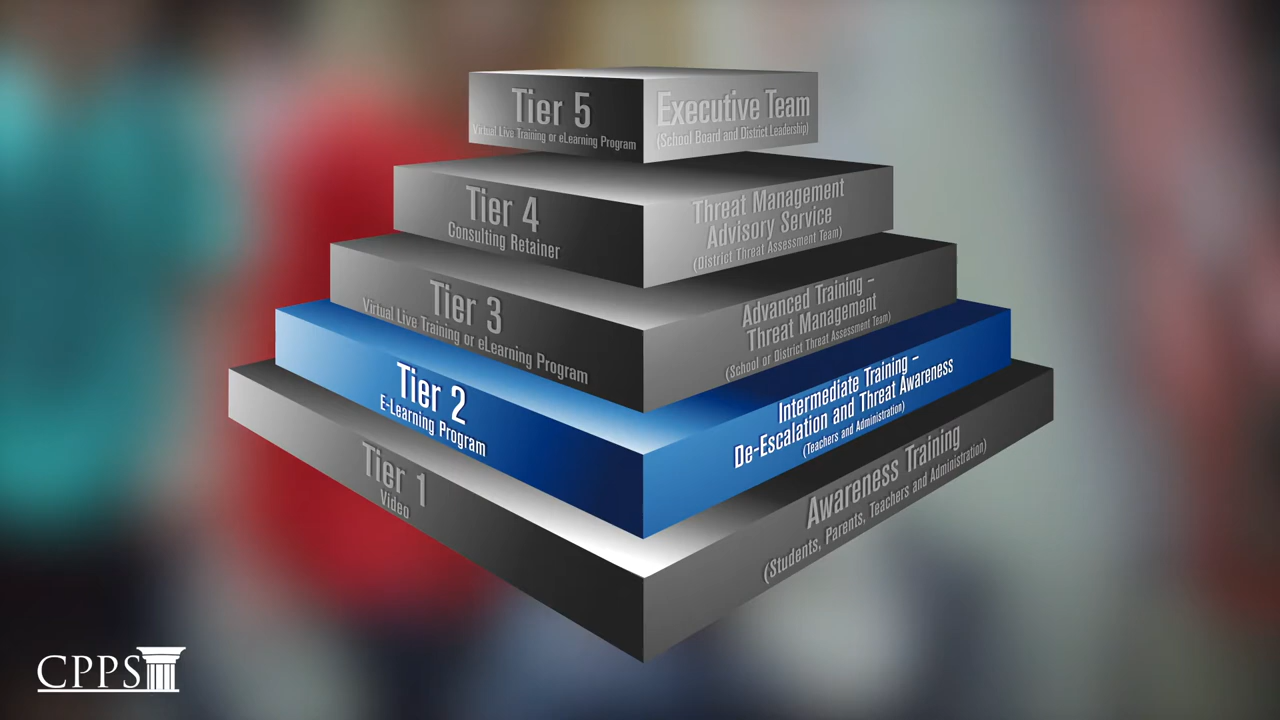 Tier 5
Virtual Live Training or eLearning Program
Executive Team
(School Board and District Leadership)
Tier 4
Consulting Retainer
Threat Management
Advisory Service
(District Threat Assessment Team)
Tier 3
Virtual Live Training or eLearning Program
Advanced Training –
Threat Management
(School or District Threat Assessment Team)
Tier 2
E-Learning Program
Intermediate Training –
De-Escalation and Threat Awareness
(Teachers and Administration)
Tier 1
Video
Awareness Training
(Students, Parents, Teachers and Administration)
CPPS